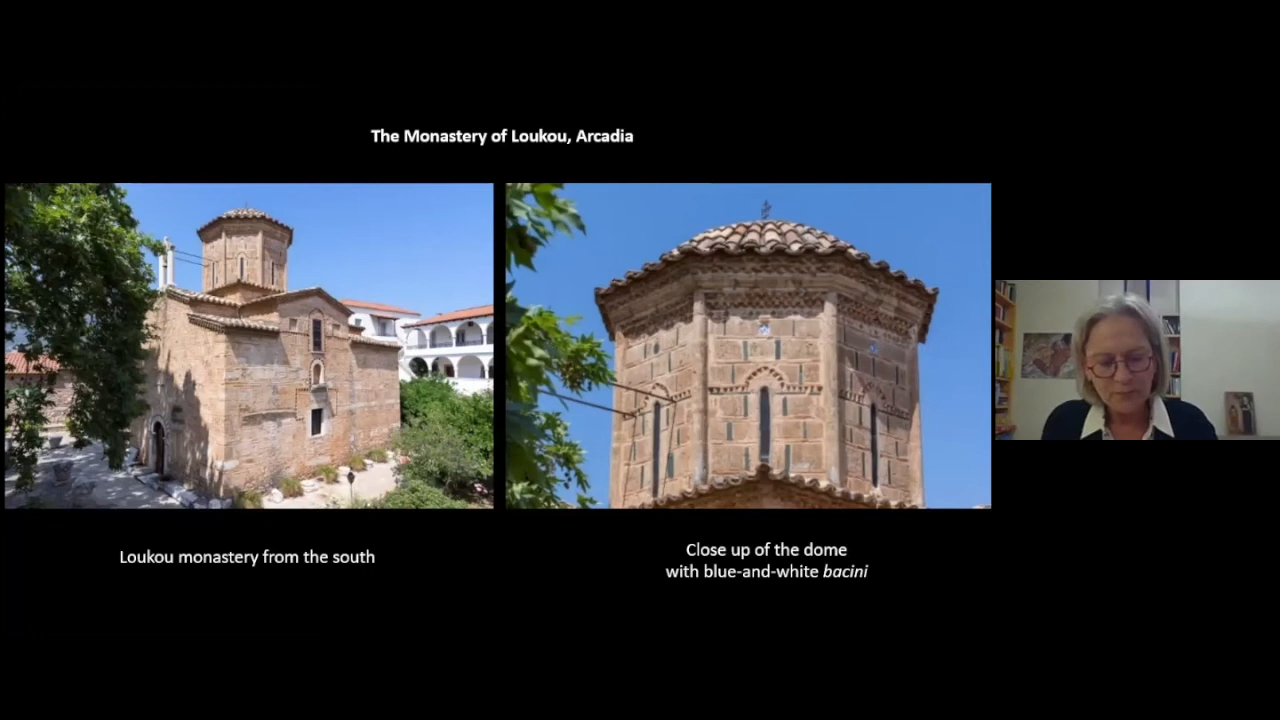 The Monastery of Loukou, Arcadia
Loukou monastery from the south
Close up of the dome
with blue-and-white bacini